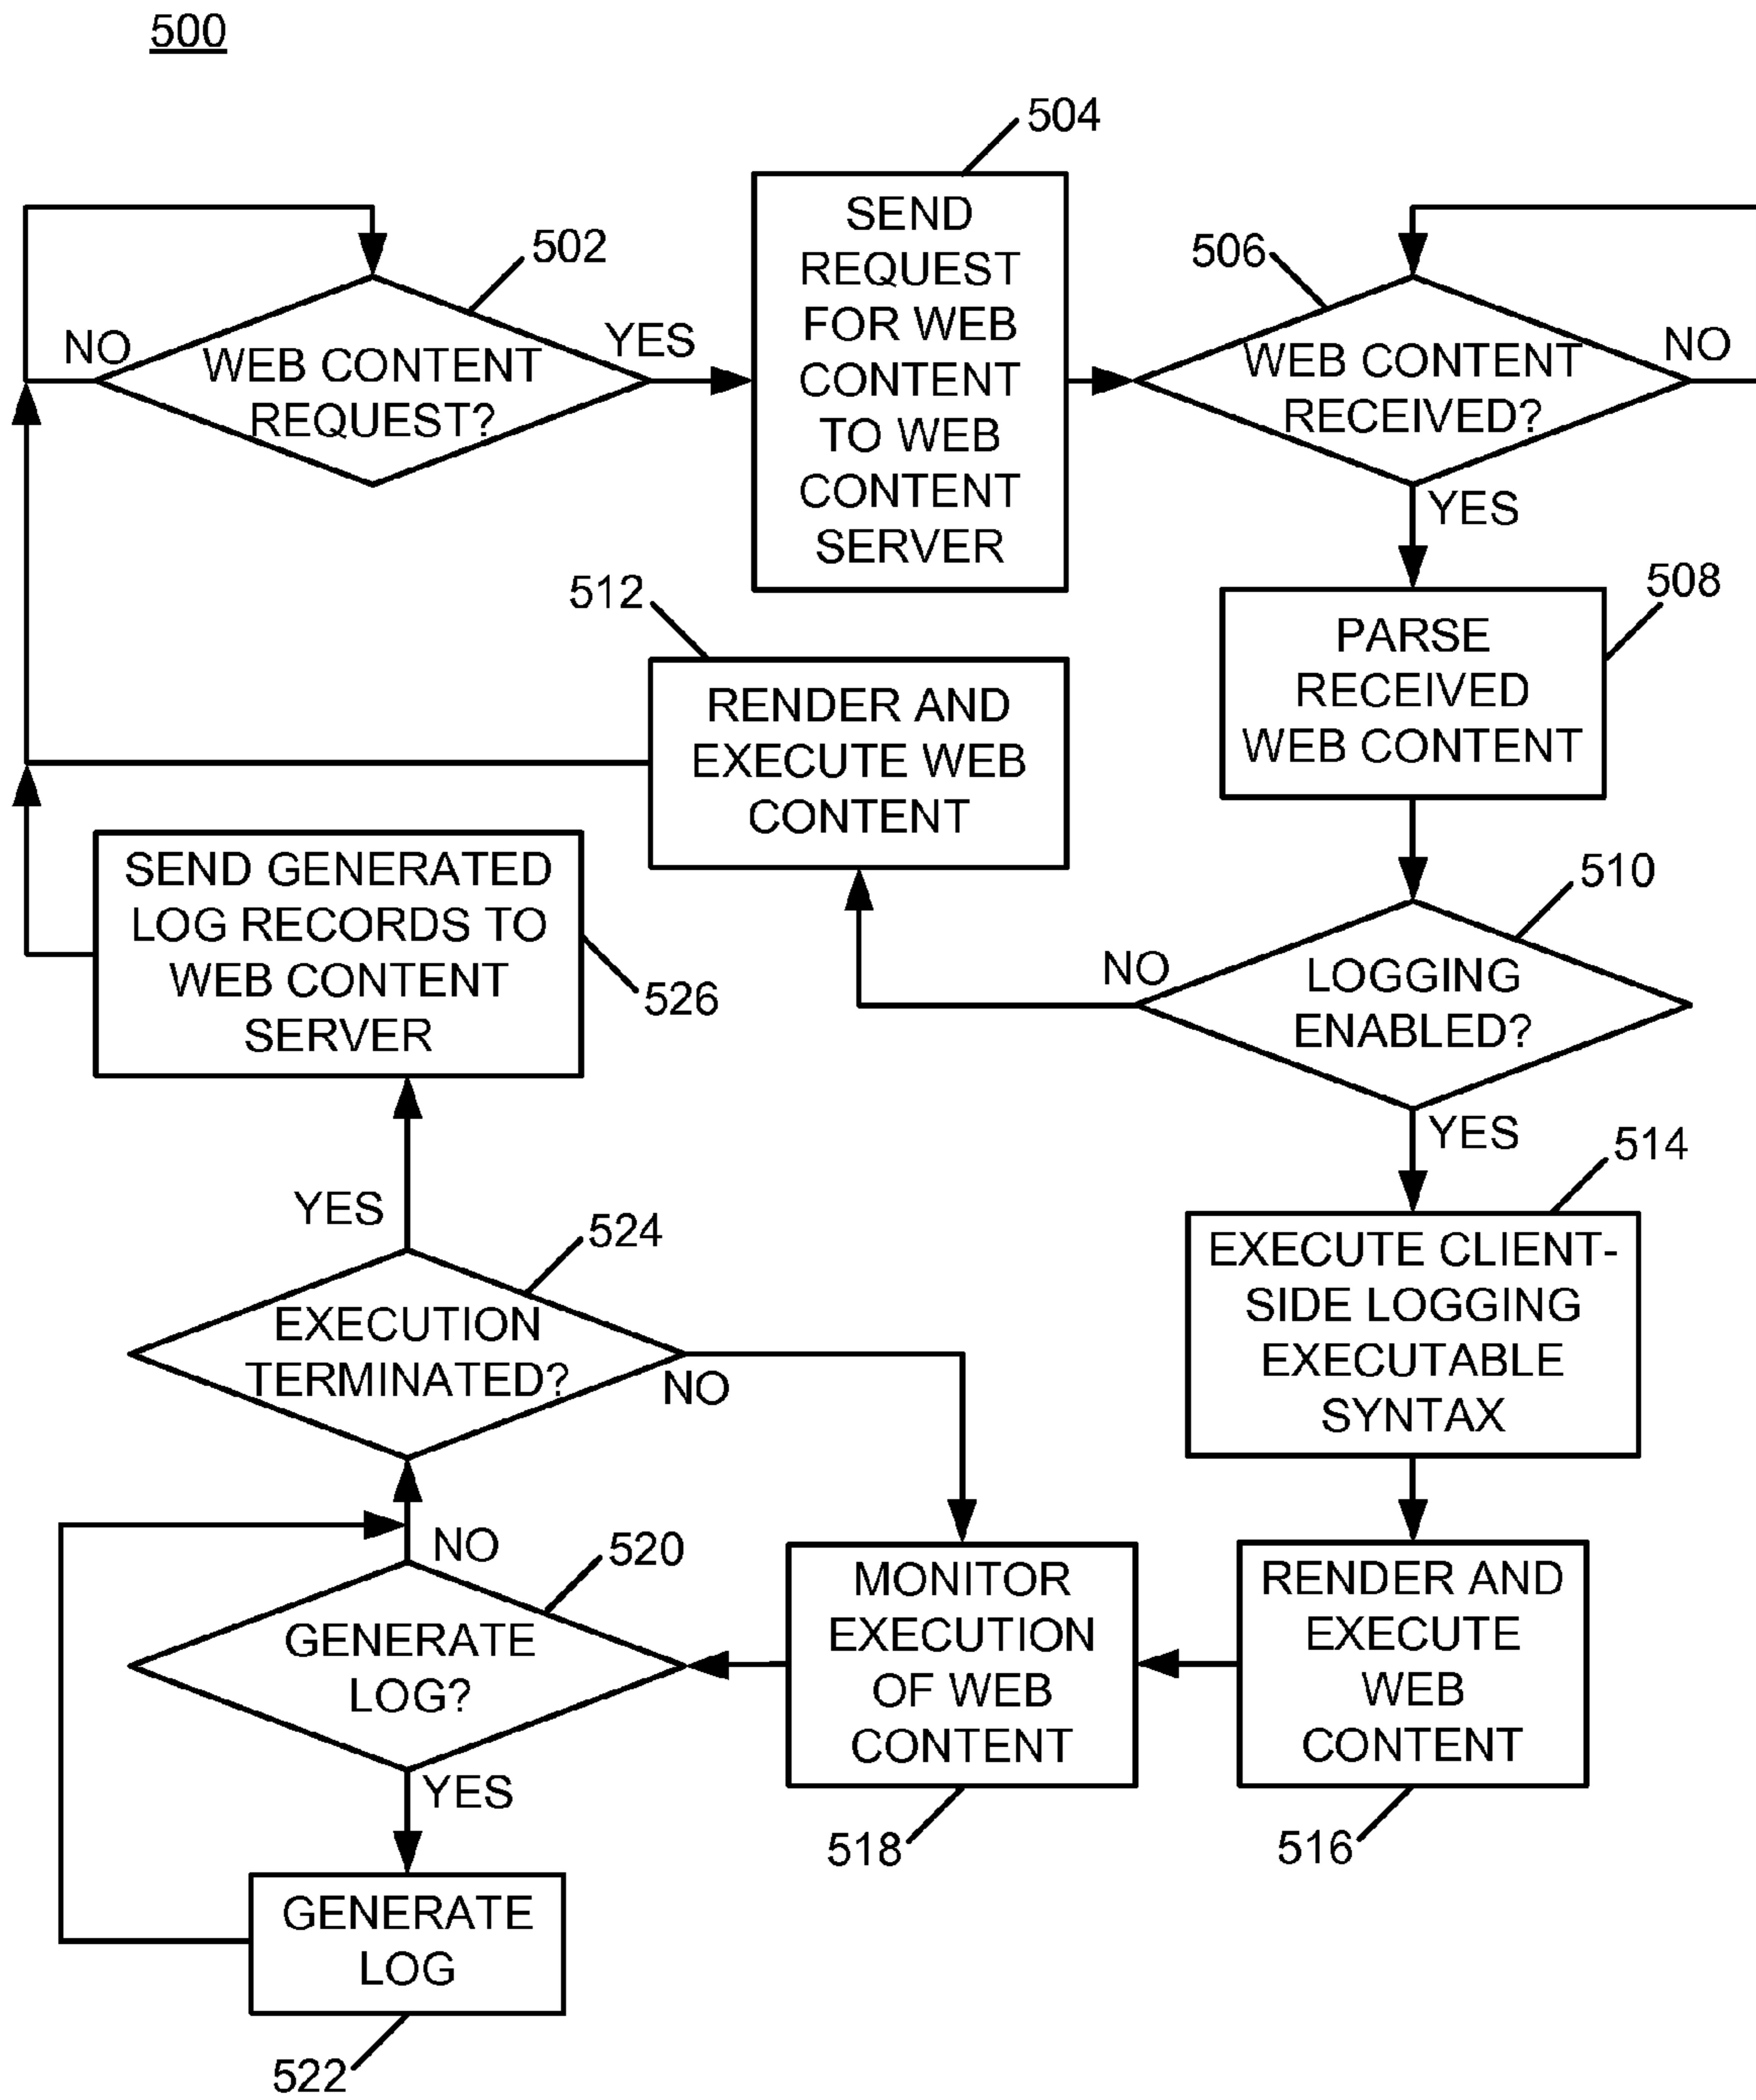 500
504
SEND
REQUEST
FOR WEB
CONTENT
TO WEB
CONTENT
SERVER
502
NO
YES
WEB CONTENT
REQUEST?
506
WEB CONTENT
RECEIVED?
NO
YES
508
PARSE
RECEIVED
WEB CONTENT
512
RENDER AND
EXECUTE WEB
CONTENT
510
NO
LOGGING
ENABLED?
YES
SEND GENERATED
LOG RECORDS TO
WEB CONTENT
SERVER
526
514
EXECUTE CLIENT-
SIDE LOGGING
EXECUTABLE
SYNTAX
YES
524
EXECUTION
TERMINATED?
NO
NO
520
GENERATE
LOG?
YES
MONITOR
EXECUTION
OF WEB
CONTENT
518
RENDER AND
EXECUTE
WEB
CONTENT
516
GENERATE
LOG
522